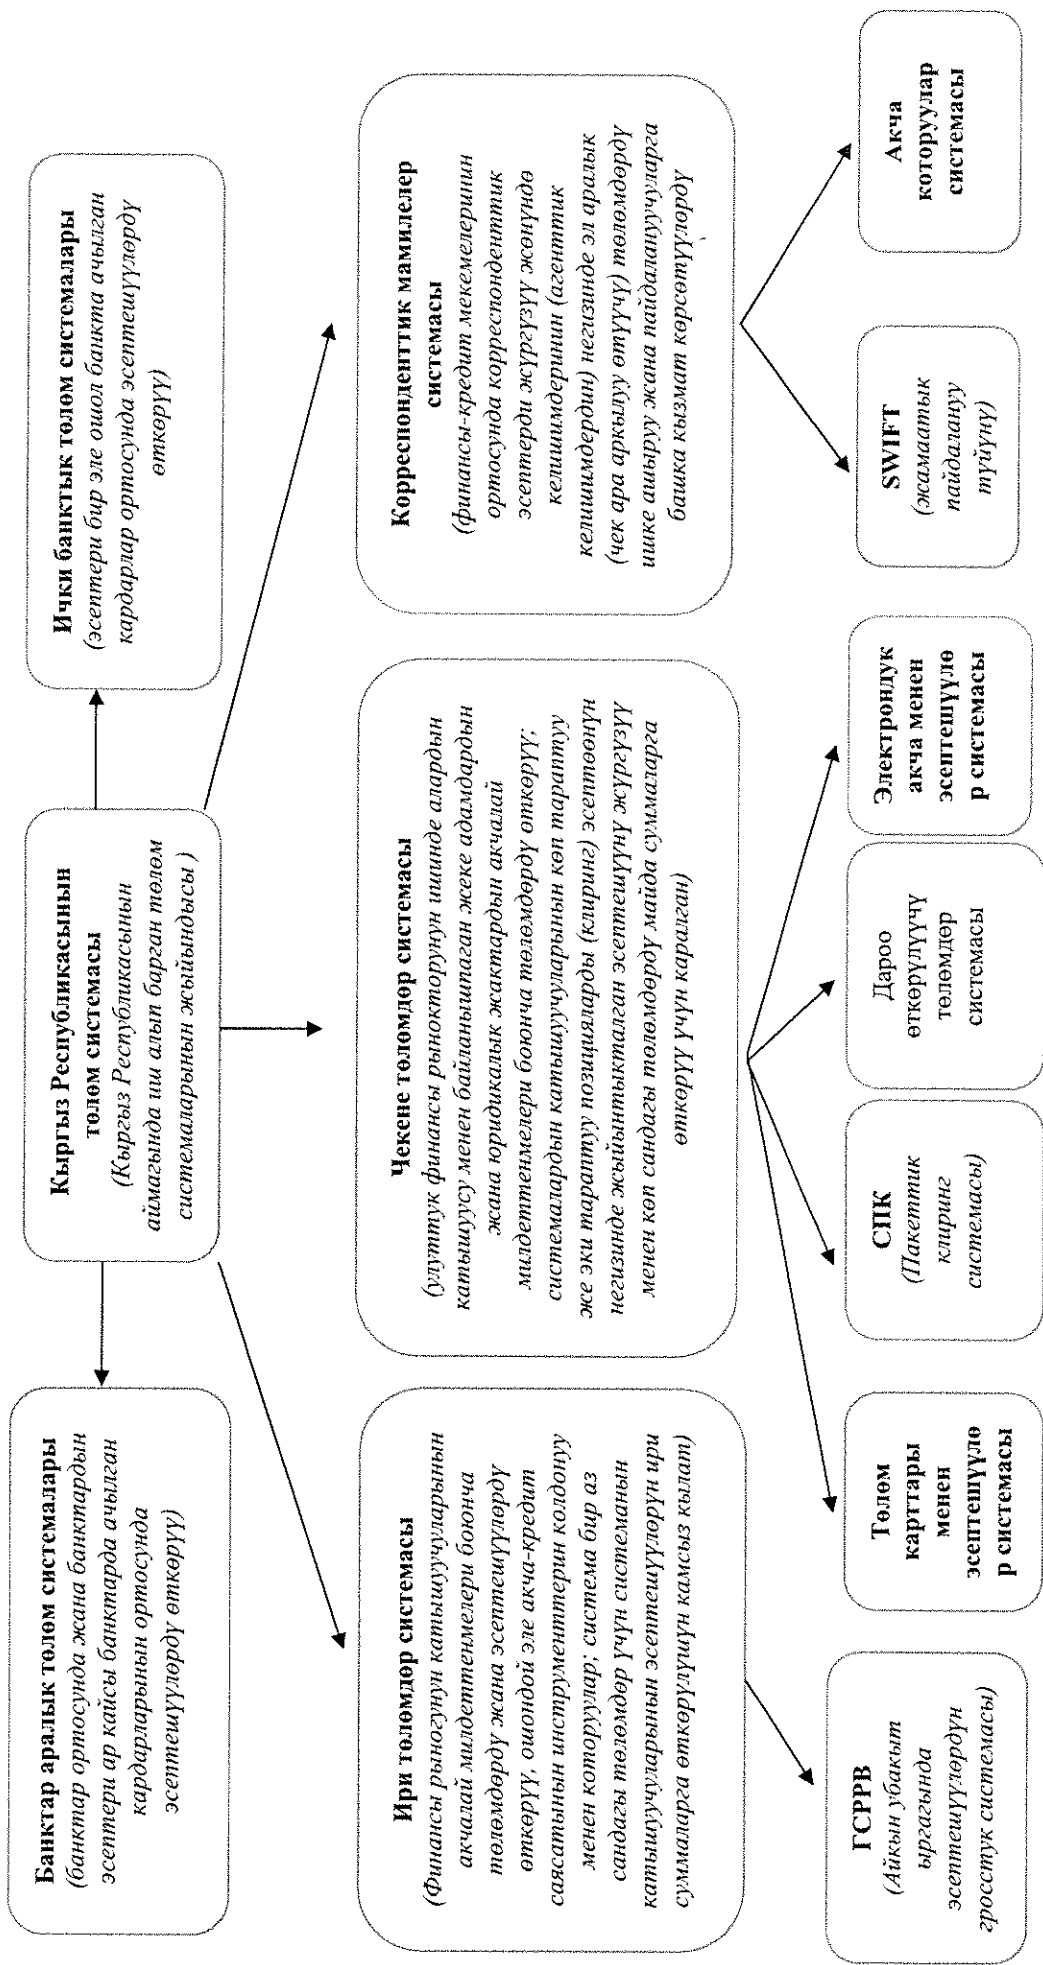 Банктар аралык төлөм системалары
(банктар ортосунда жана банктардын
эсептери ар кайсы банктарда ачылган
кардарларынын ортосунда
эсептешүүлөрдү өткөрүү)
Кыргыз Республикасынын
төлөм системасы
(Кыргыз Республикасынын
аймагында иш алып барган төлөм
системаларынын жыйындысы )
Ички банктык төлөм системалары
(эсептери бир эле ошол банкта ачылган
кардарлар ортосунда эсептешүүлөрдү
өткөрүү)
Ири төлөмдөр системасы
(Финансы рыногунун катышуучуларынын
акчалай милдеттенмелери боюнча
төлөмдөрдү жана эсептешүүлөрдү
өткөрүү, ошондой эле акча-кредит
саясатынын инструменттерин колдонуу
менен которуулар; система бир аз
сандагы төлөмдөр үчүн системанын
катышуучуларынын эсептешүүлөрүн ири
суммаларга өткөрүлүшүн камсыз кылат)
Чекене төлөмдөр системасы
(улуттук финансы рынокторунун ишинде алардын
катышуусу менен байланышпаган жеке адамдардын
жана юридикалык жактардын акчалай
милдеттенмелери боюнча төлөмдөрдү өткөрүү;
системалардын катышуучуларынын көп тараптуу
же эки тараптуу позицияларды (клиринг) эсептөөнүн
негизинде жыйынтыкталган эсептешүүнү жүргүзүү
менен көп сандагы төлөмдөрдү майда суммаларга
өткөрүү үчүн каралган)
Корреспонденттик мамилелер
системасы
(финансы-кредит мекемелеринин
ортосунда корреспонденттик
эсептерди жүргүзүү жөнүндө
келишимдеринин (агенттик
келишимдердин) негизинде эл аралык
(чек ара аркылуу өтүүчү) төлөмдөрдү
ишке ашыруу жана пайдалануучуларга
башка кызмат көрсөтүүлөрдү
ГСРРВ
(Айкын убакыт
ыргагында
эсептешүүлөрдүн
гросстук системасы)
Төлөм
карттары
менен
эсептешүүлө
р системасы
СПК
(Пакеттик
клиринг
системасы)
Дароо
өткөрүлүүчү
төлөмдөр
системасы
Электрондук
акча менен
эсептешүүлө
р системасы
SWIFT
(жамааттык
пайдалануу
түйүнү)
Акча
которуулар
системасы